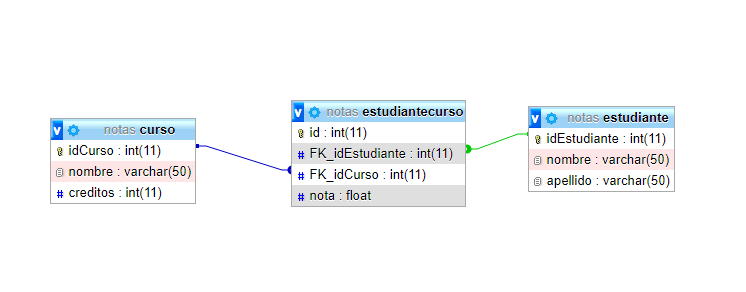 v notas curso
idCurso : int(11)
nombre : varchar(50)
creditos : int(11)
v notas estudiantecurso
id : int(11)
# FK_idEstudiante : int(11)
# FK_idCurso : int(11)
# nota : float
v notas estudiante
idEstudiante : int(11)
nombre : varchar(50)
apellido : varchar(50)